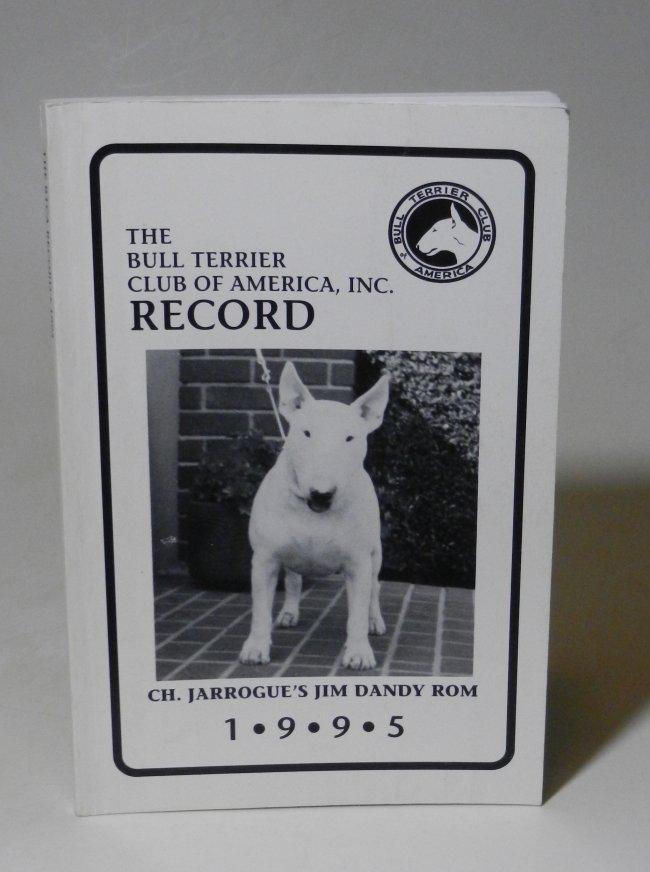 THE
BULL TERRIER
CLUB OF AMERICA, INC.
RECORD
BULL TERRIER CLUB
of
AMERICA
CH. JARROGUE'S JIM DANDY ROM
1•9•9•5